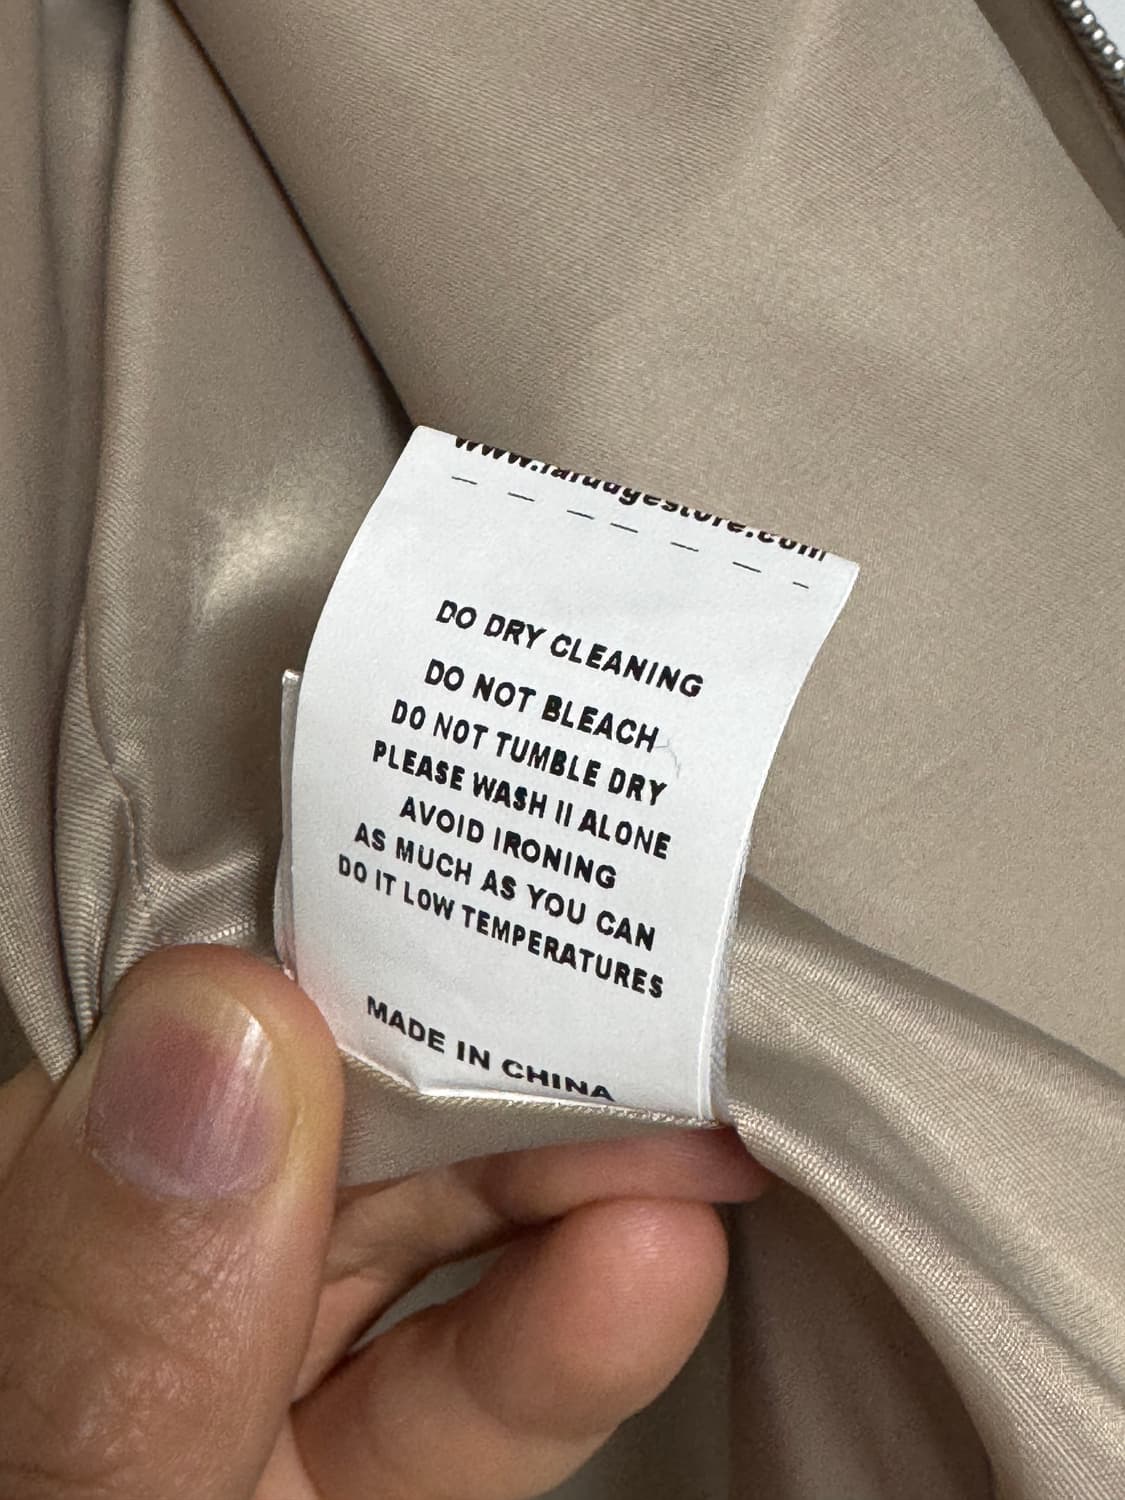 DO DRY CLEANING
DO NOT BLEACH
DO NOT TUMBLE DRY
PLEASE WASH II ALONE
AVOID IRONING
AS MUCH AS YOU CAN
DO IT LOW TEMPERATURES
MADE IN CHINA